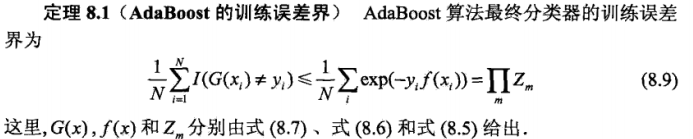 定理 8.1（AdaBoost 的训练误差界） AdaBoost 算法最终分类器的训练误差
界为
$$\frac{1}{N}\sum_{i=1}^{N} I(G(x_i) \neq y_i) \leqslant \frac{1}{N}\sum_{i} \exp(-y_i f(x_i)) = \prod_{m} Z_m \qquad (8.9)$$
这里, G(x) , f(x) 和 Z_m 分别由式 (8.7) 、式 (8.6) 和式 (8.5) 给出 .